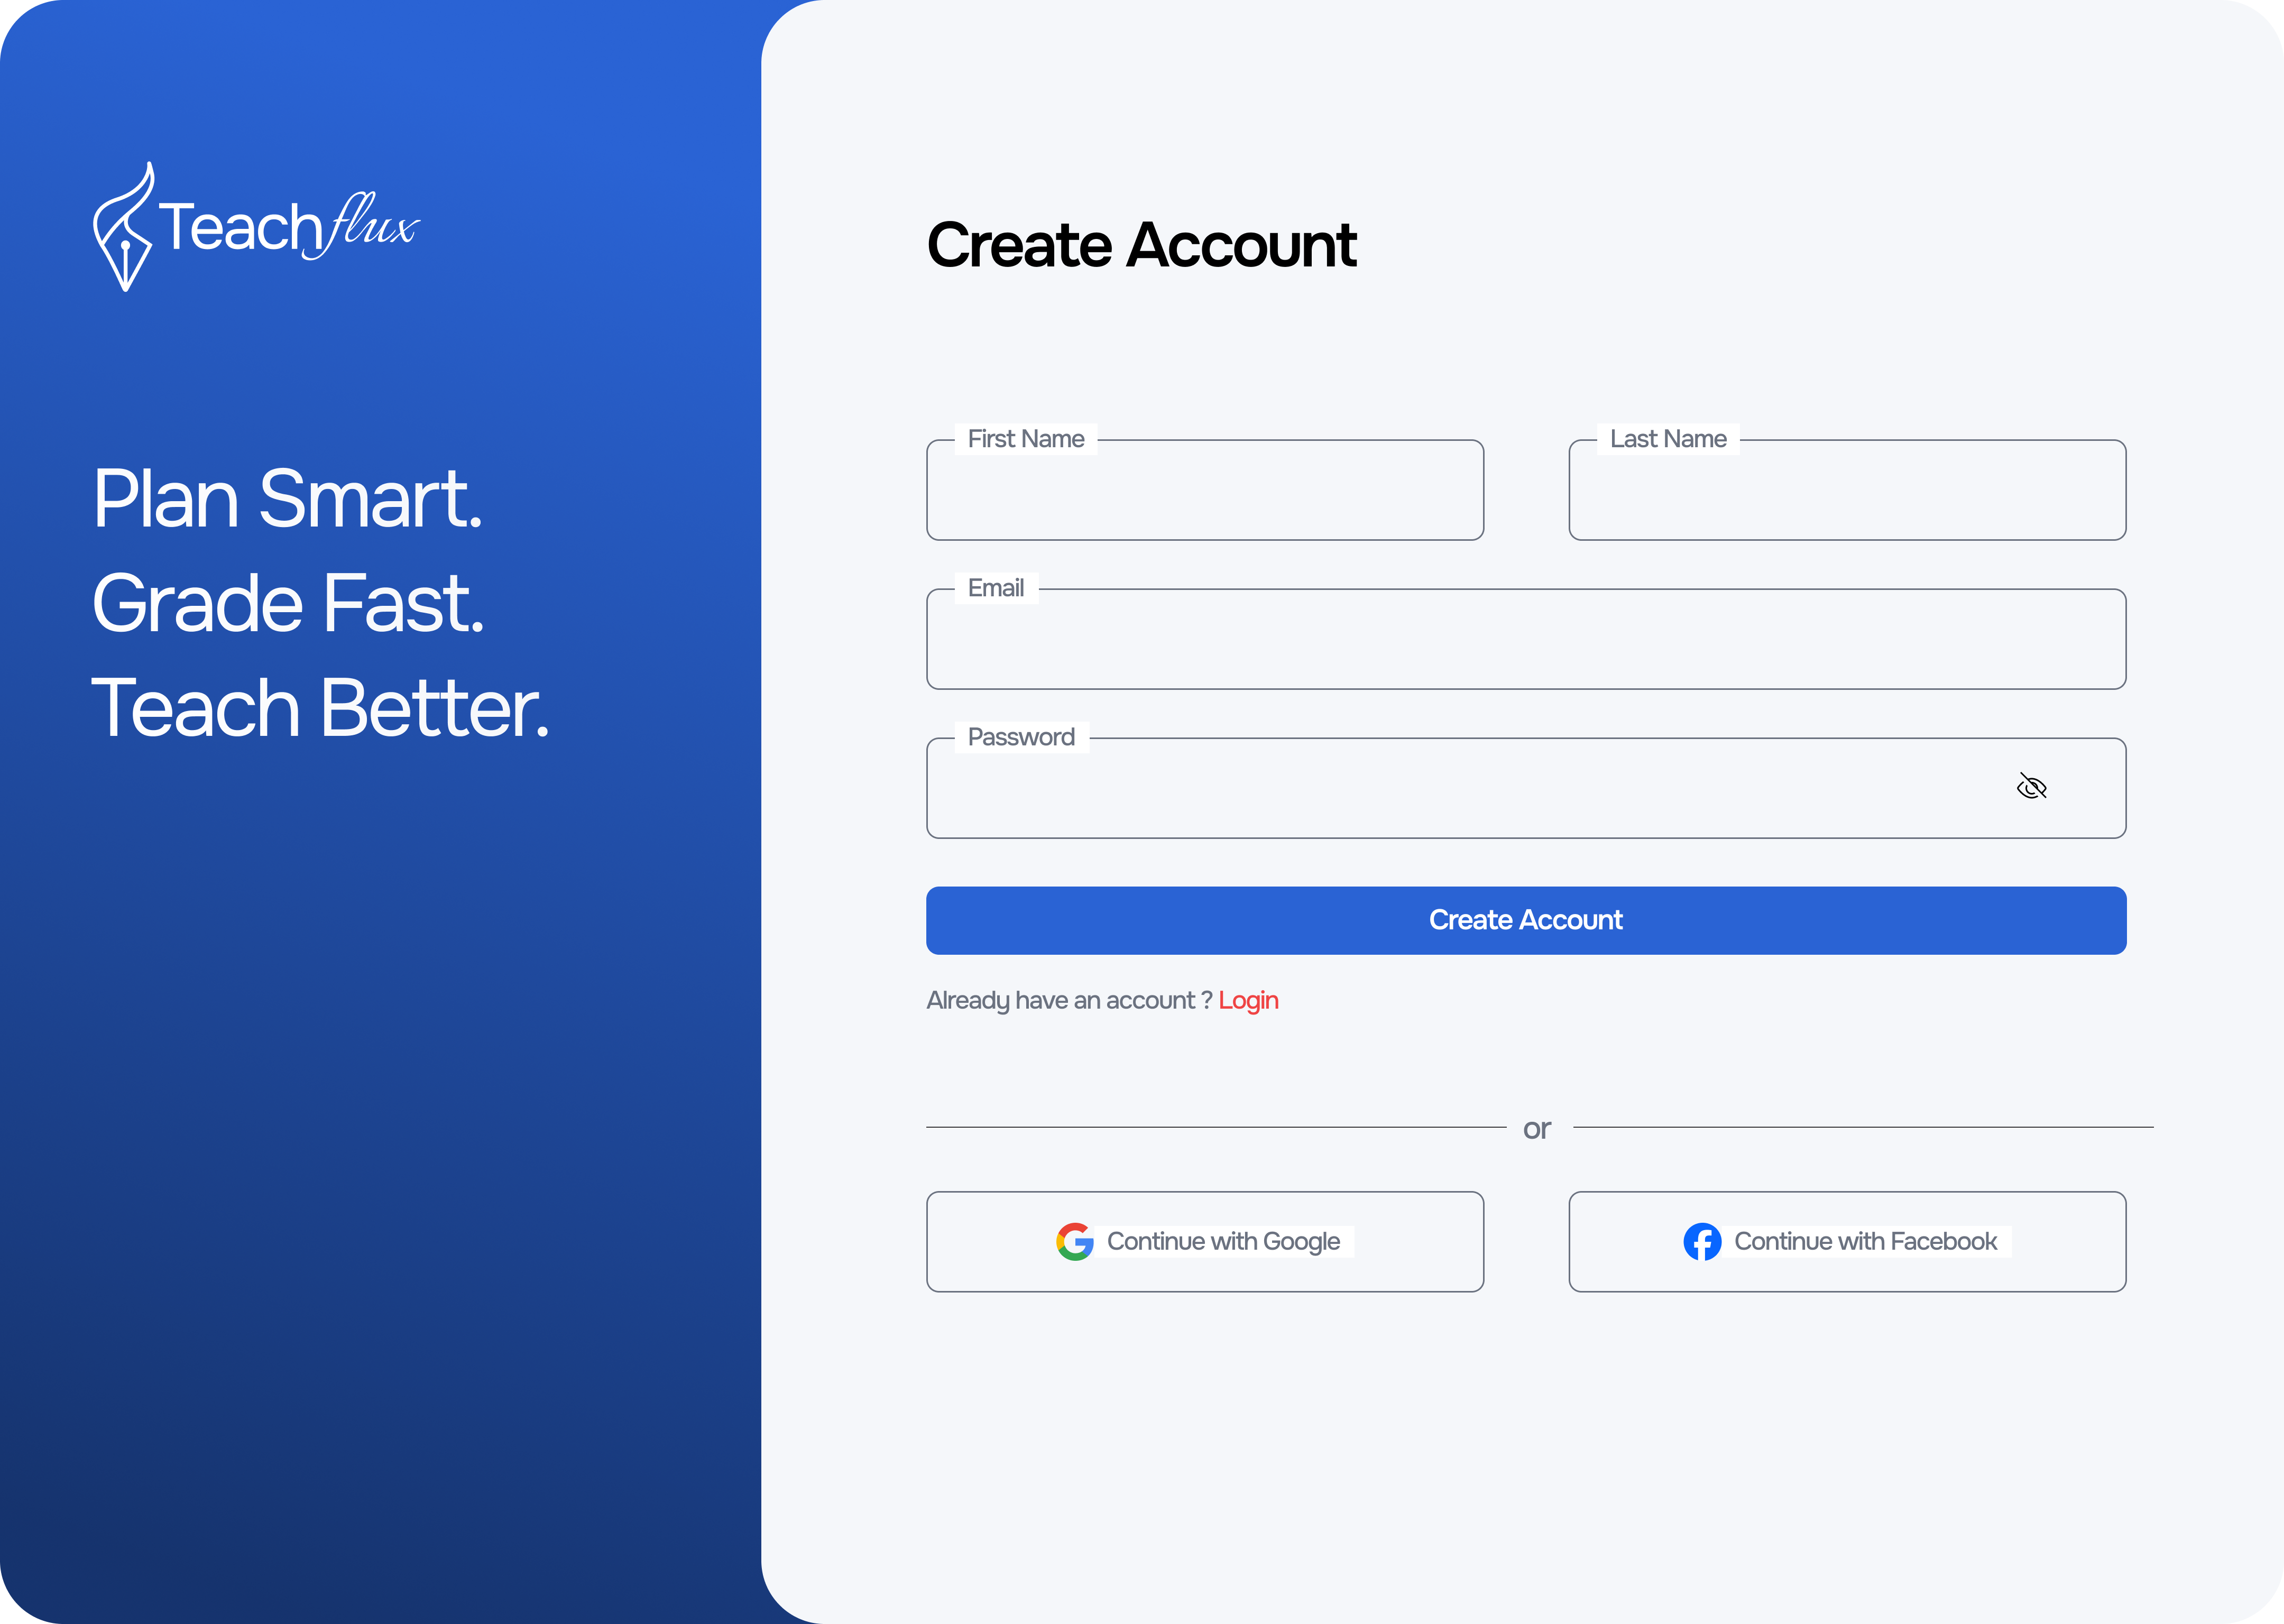 Teachflux
Plan Smart.
Grade Fast.
Teach Better.
Create Account
First Name
Last Name
Email
Password
Create Account
Already have an account ? Login
or
Continue with Google
Continue with Facebook